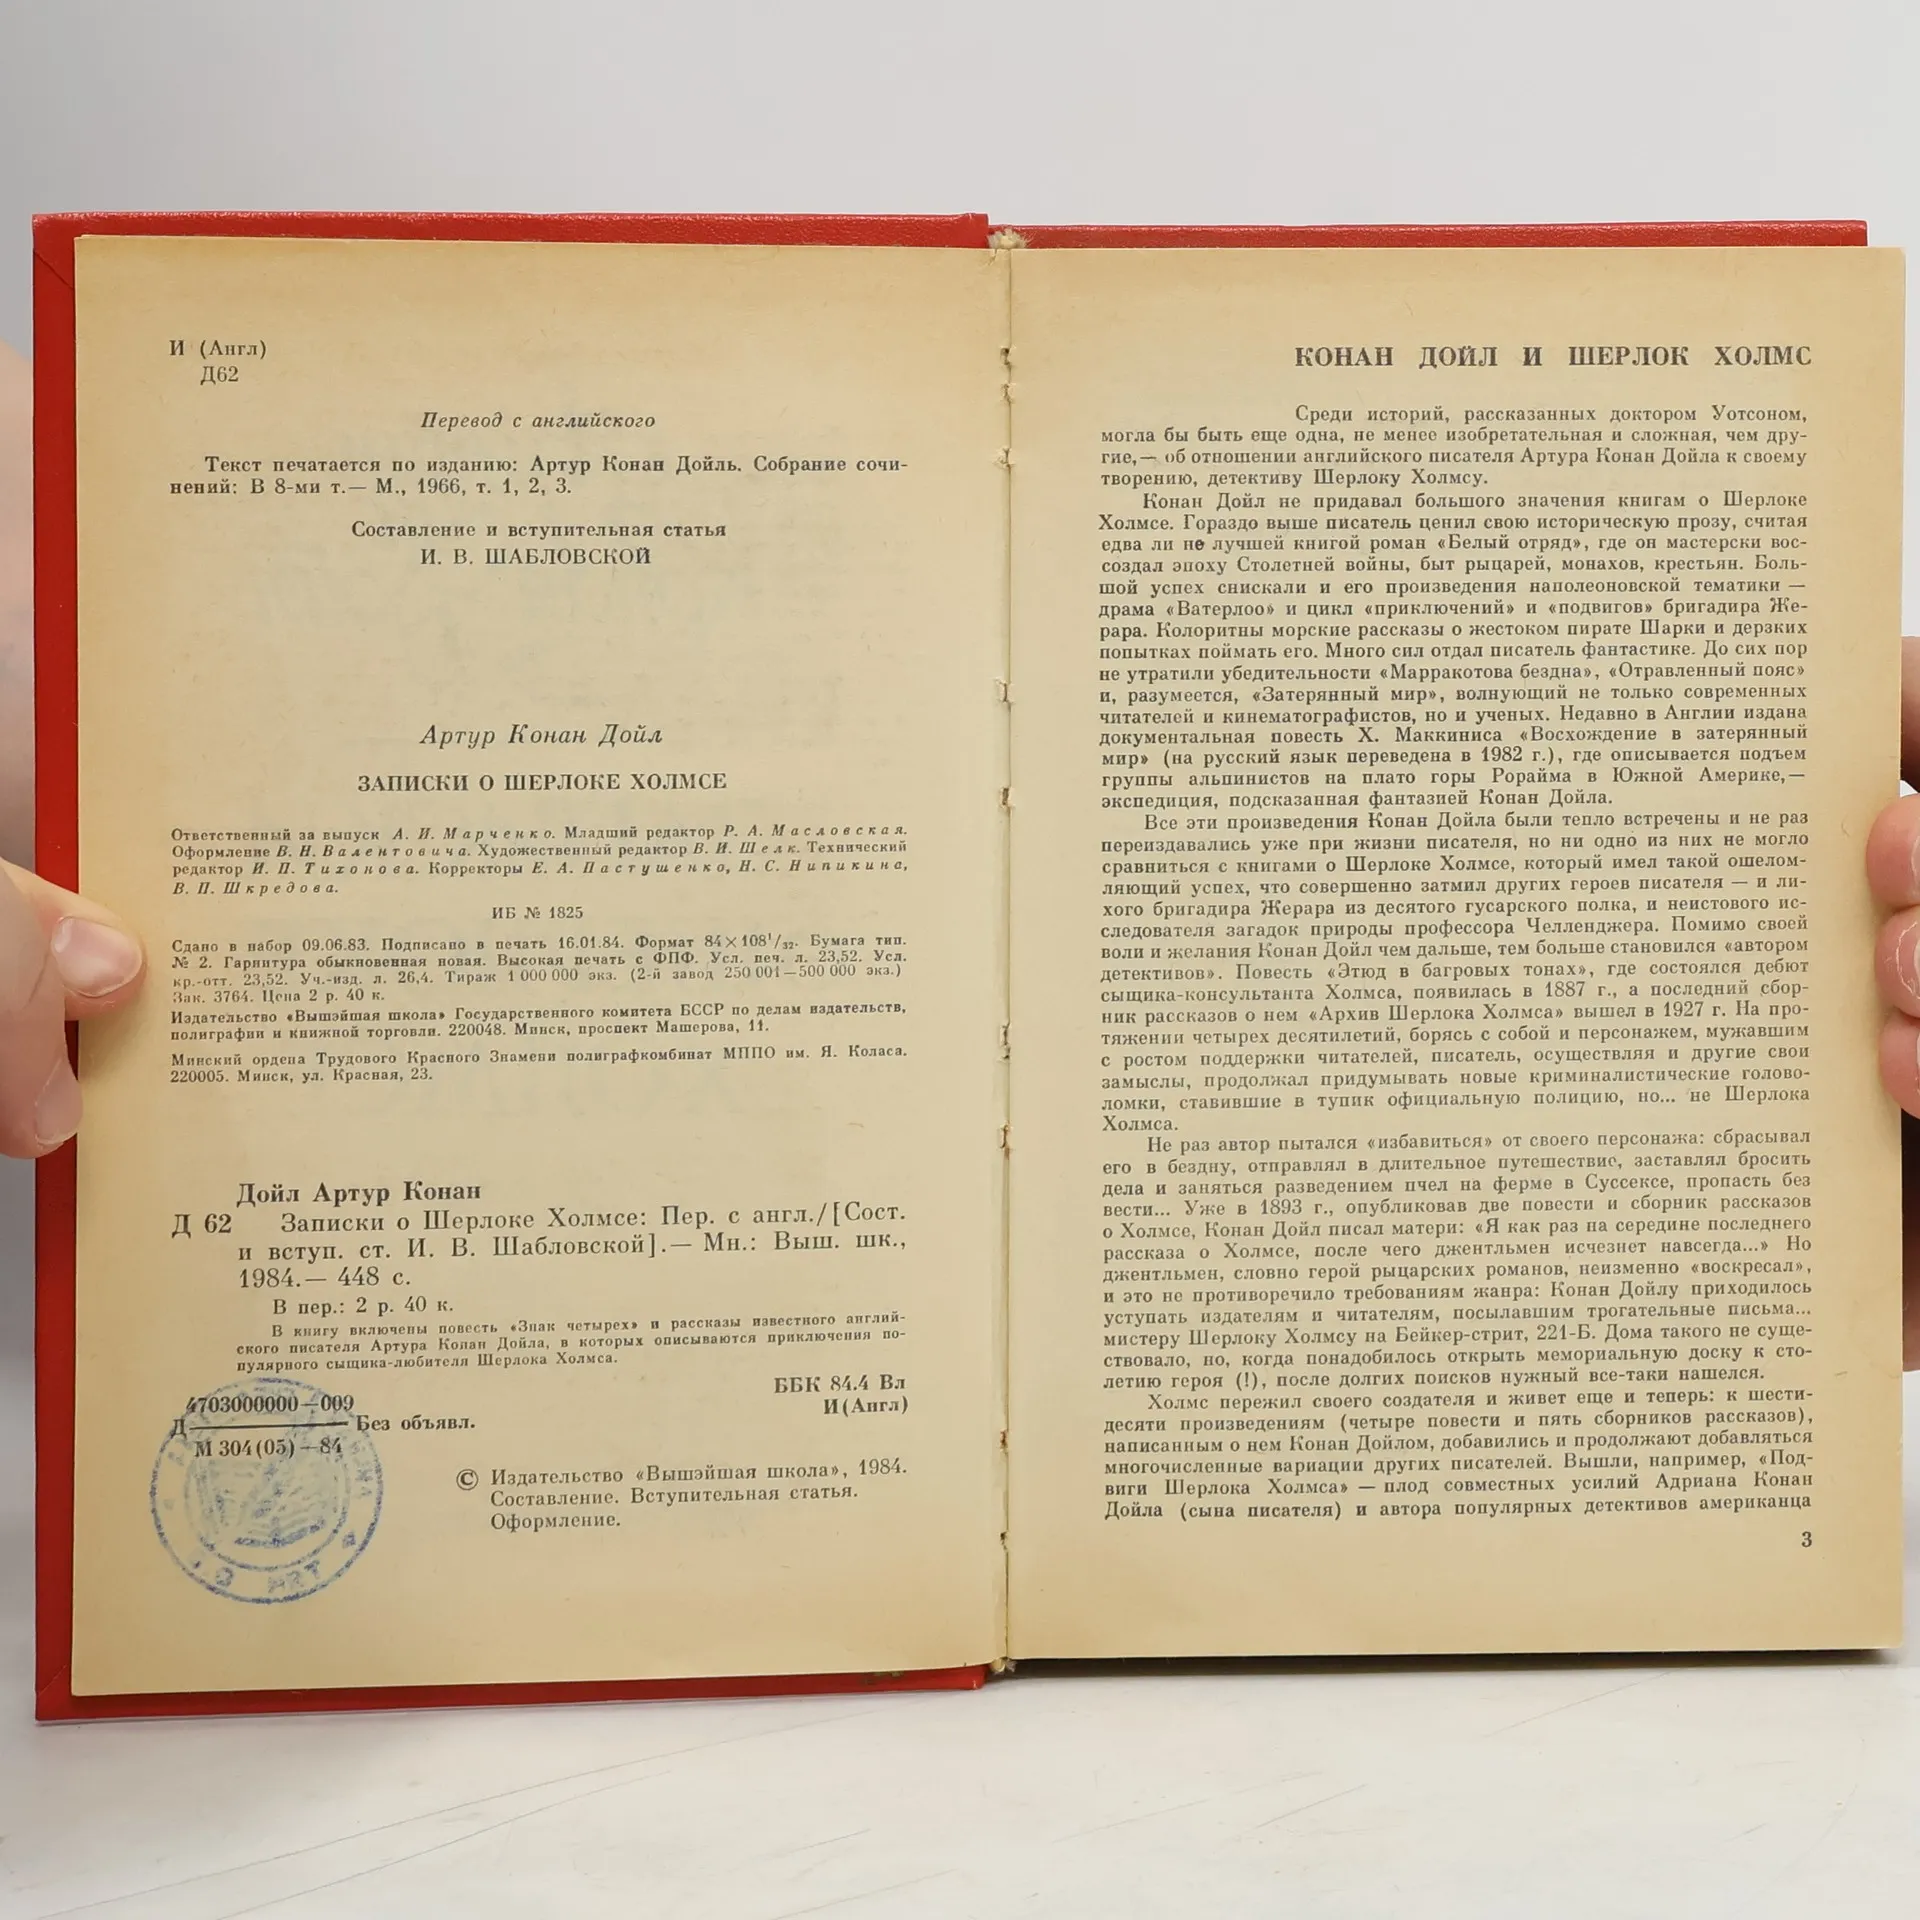 И (Англ)
Д62
Перевод с английского
Текст печатается по изданию: Артур Конан Дойль. Собрание сочи-
нений: В 8-ми т.— М., 1966, т. 1, 2, 3.
Составление и вступительная статья
И. В. ШАБЛОВСКОЙ
Артур Конан Дойл
ЗАПИСКИ О ШЕРЛОКЕ ХОЛМСЕ
Ответственный за выпуск А. И. Марченко. Младший редактор Р. А. Масловская.
Оформление В. Н. Валентовича. Художественный редактор В. И. Шелк. Технический
редактор И. П. Тихонова. Корректоры Е. А. Пастушенко, Н. С. Нипикина,
В. П. Шкредова.
ИБ № 1825
Сдано в набор 09.06.83. Подписано в печать 16.01.84. Формат 84×108¹/₃₂. Бумага тип.
№ 2. Гарнитура обыкновенная новая. Высокая печать с ФПФ. Усл. печ. л. 23,52. Усл.
кр.-отт. 23,52. Уч.-изд. л. 26,4. Тираж 1 000 000 экз. (2-й завод 250 001—500 000 экз.)
Зак. 3764. Цена 2 р. 40 к.
Издательство «Вышэйшая школа» Государственного комитета БССР по делам издательств,
полиграфии и книжной торговли. 220048. Минск, проспект Машерова, 11.
Минский ордена Трудового Красного Знамени полиграфкомбинат МППО им. Я. Коласа.
220005. Минск, ул. Красная, 23.
Дойл Артур Конан
Д 62 Записки о Шерлоке Холмсе: Пер. с англ./[Сост.
и вступ. ст. И. В. Шабловской].— Мн.: Выш. шк.,
1984.— 448 с.
В пер.: 2 р. 40 к.
В книгу включены повесть «Знак четырех» и рассказы известного англий-
ского писателя Артура Конан Дойла, в которых описываются приключения по-
пулярного сыщика-любителя Шерлока Холмса.
Д 4703000000—009 Без объявл.
М 304(05)—84
ББК 84.4 Вл
И(Англ)
© Издательство «Вышэйшая школа», 1984.
Составление. Вступительная статья.
Оформление.
КОНАН ДОЙЛ И ШЕРЛОК ХОЛМС
Среди историй, рассказанных доктором Уотсоном,
могла бы быть еще одна, не менее изобретательная и сложная, чем дру-
гие,— об отношении английского писателя Артура Конан Дойла к своему
творению, детективу Шерлоку Холмсу.
Конан Дойл не придавал большого значения книгам о Шерлоке
Холмсе. Гораздо выше писатель ценил свою историческую прозу, считая
едва ли не лучшей книгой роман «Белый отряд», где он мастерски вос-
создал эпоху Столетней войны, быт рыцарей, монахов, крестьян. Боль-
шой успех снискали и его произведения наполеоновской тематики —
драма «Ватерлоо» и цикл «приключений» и «подвигов» бригадира Же-
рара. Колоритны морские рассказы о жестоком пирате Шарки и дерзких
попытках поймать его. Много сил отдал писатель фантастике. До сих пор
не утратили убедительности «Марракотова бездна», «Отравленный пояс»
и, разумеется, «Затерянный мир», волнующий не только современных
читателей и кинематографистов, но и ученых. Недавно в Англии издана
документальная повесть Х. Маккиниса «Восхождение в затерянный
мир» (на русский язык переведена в 1982 г.), где описывается подъем
группы альпинистов на плато горы Рорайма в Южной Америке,—
экспедиция, подсказанная фантазией Конан Дойла.
Все эти произведения Конан Дойла были тепло встречены и не раз
переиздавались уже при жизни писателя, но ни одно из них не могло
сравниться с книгами о Шерлоке Холмсе, который имел такой ошелом-
ляющий успех, что совершенно затмил других героев писателя — и ли-
хого бригадира Жерара из десятого гусарского полка, и неистового ис-
следователя загадок природы профессора Челленджера. Помимо своей
воли и желания Конан Дойл чем дальше, тем больше становился «автором
детективов». Повесть «Этюд в багровых тонах», где состоялся дебют
сыщика-консультанта Холмса, появилась в 1887 г., а последний сбор-
ник рассказов о нем «Архив Шерлока Холмса» вышел в 1927 г. На про-
тяжении четырех десятилетий, борясь с собой и персонажем, мужавшим
с ростом поддержки читателей, писатель, осуществляя и другие свои
замыслы, продолжал придумывать новые криминалистические голово-
ломки, ставившие в тупик официальную полицию, но... не Шерлока
Холмса.
Не раз автор пытался «избавиться» от своего персонажа: сбрасывал
его в бездну, отправлял в длительное путешествие, заставлял бросить
дела и заняться разведением пчел на ферме в Суссексе, пропасть без
вести... Уже в 1893 г., опубликовав две повести и сборник рассказов
о Холмсе, Конан Дойл писал матери: «Я как раз на середине последнего
рассказа о Холмсе, после чего джентльмен исчезнет навсегда...» Но
джентльмен, словно герой рыцарских романов, неизменно «воскресал»,
и это не противоречило требованиям жанра: Конан Дойлу приходилось
уступать издателям и читателям, посылавшим трогательные письма...
мистеру Шерлоку Холмсу на Бейкер-стрит, 221-Б. Дома такого не суще-
ствовало, но, когда понадобилось открыть мемориальную доску к сто-
летию героя (!), после долгих поисков нужный все-таки нашелся.
Холмс пережил своего создателя и живет еще и теперь: к шести-
десяти произведениям (четыре повести и пять сборников рассказов),
написанным о нем Конан Дойлом, добавились и продолжают добавляться
многочисленные вариации других писателей. Вышли, например, «Под-
виги Шерлока Холмса» — плод совместных усилий Адриана Конан
Дойла (сына писателя) и автора популярных детективов американца
3